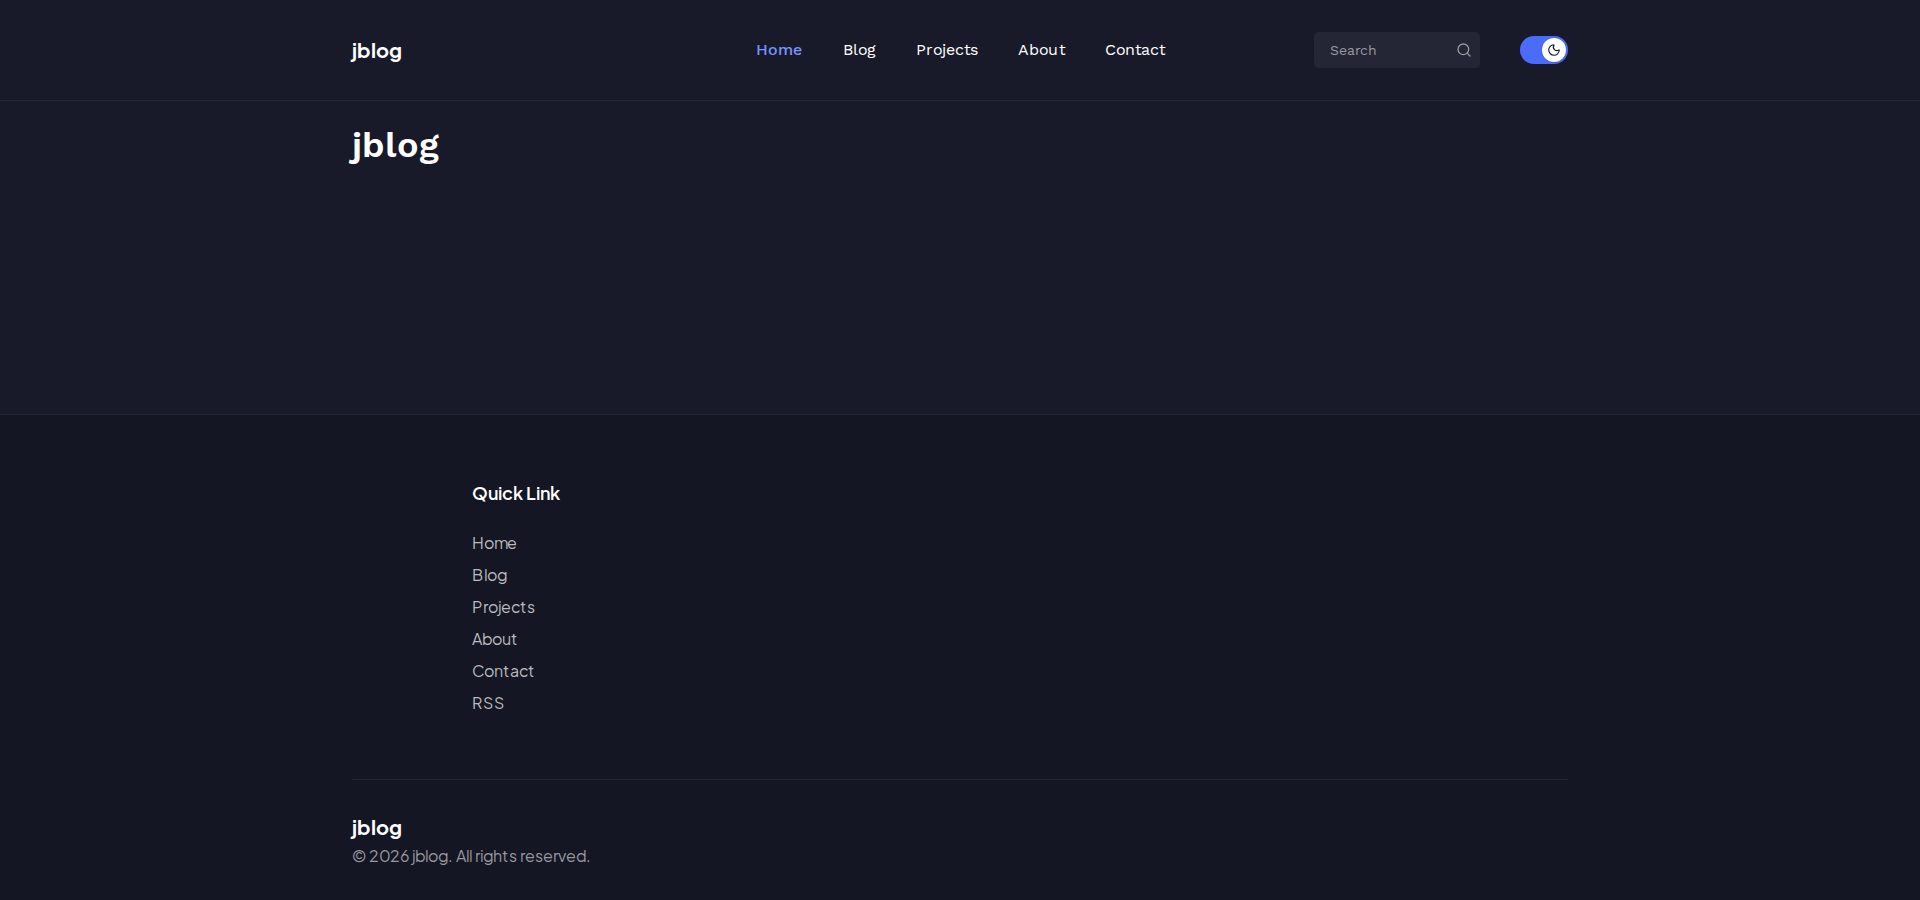 jblog
Home Blog Projects About Contact Search
jblog
Quick Link
Home
Blog
Projects
About
Contact
RSS
jblog
© 2026 jblog. All rights reserved.